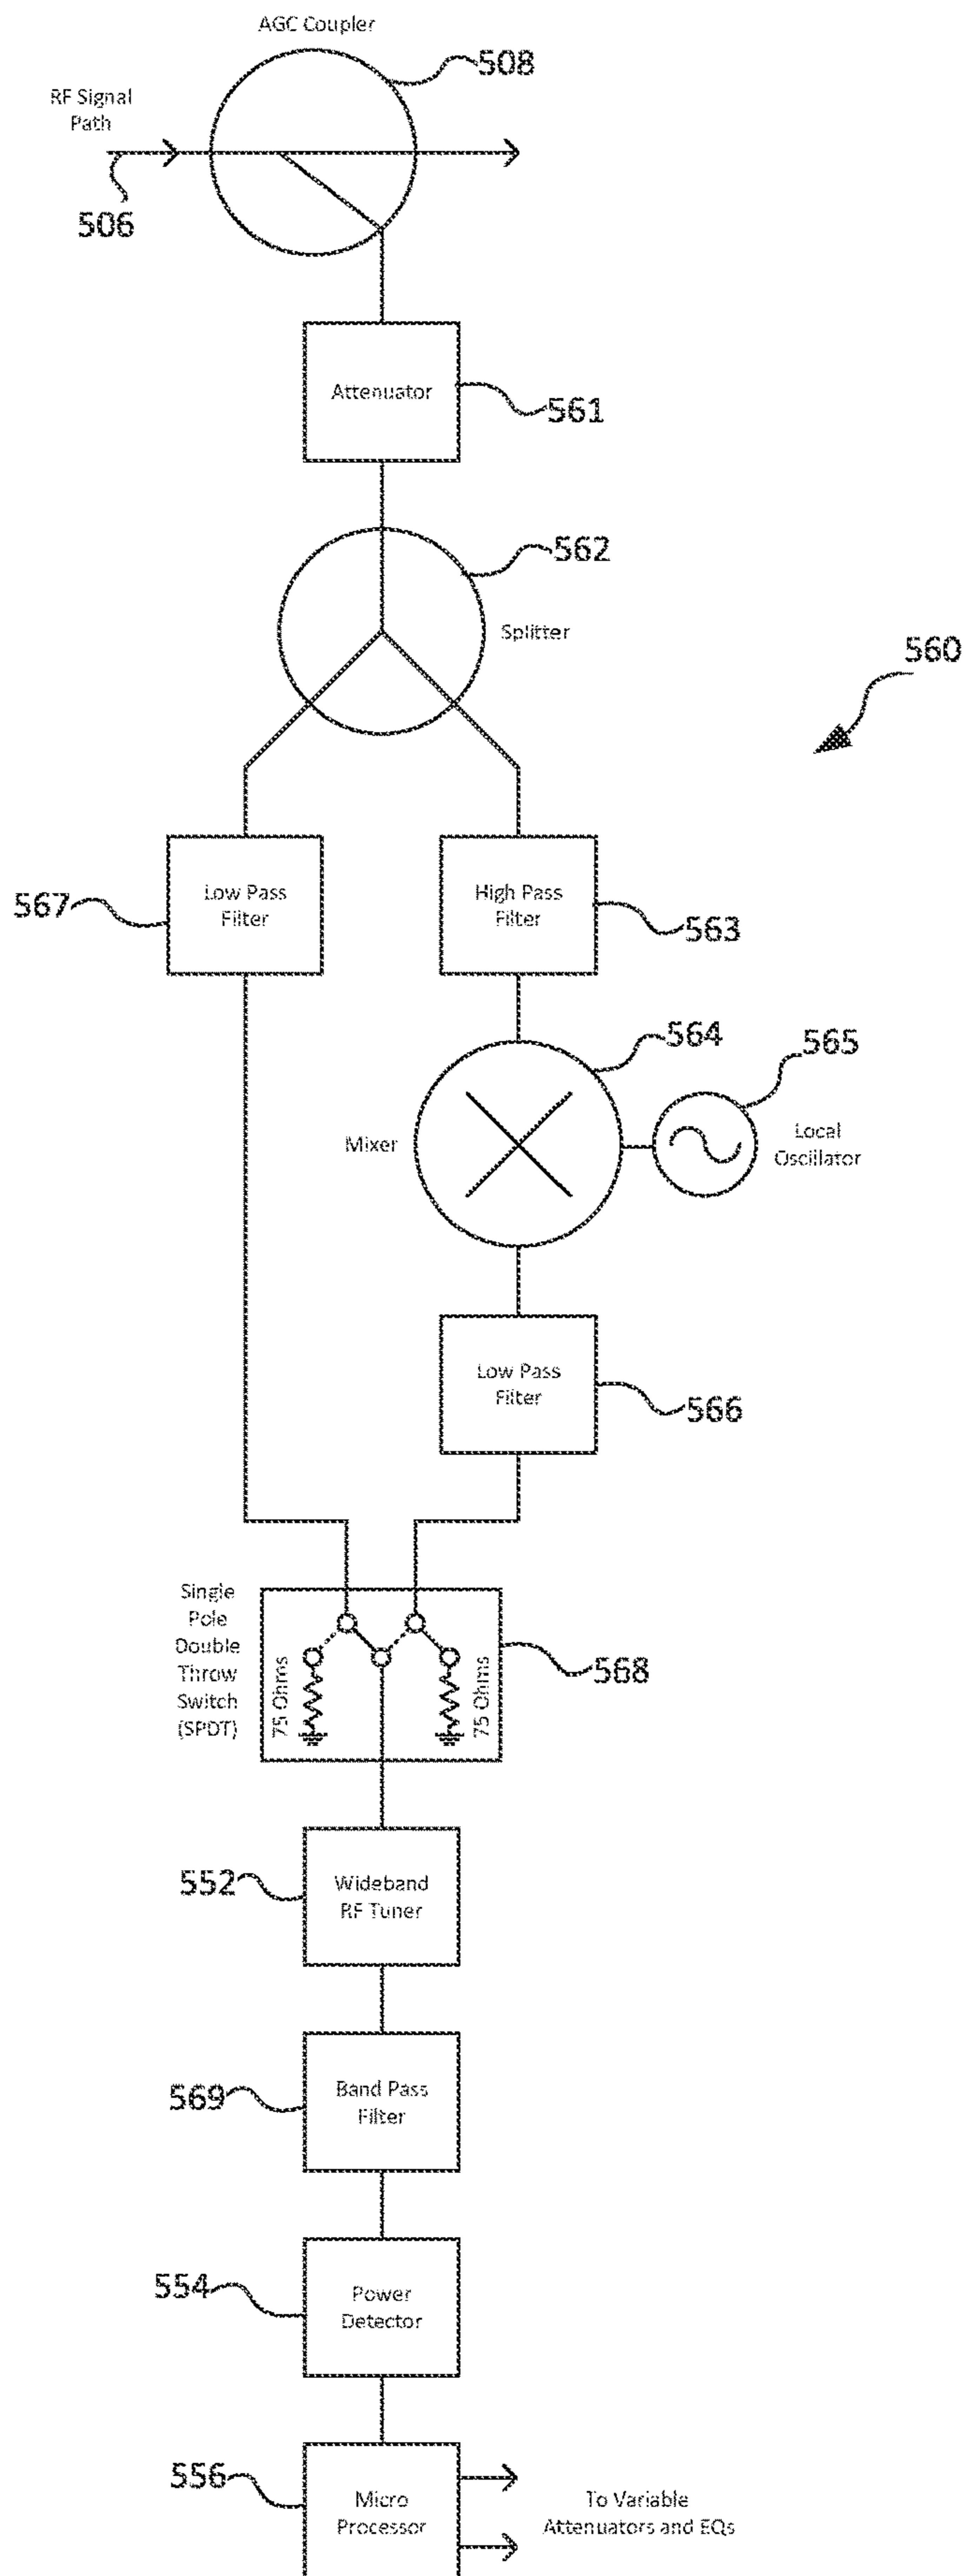 AGC Coupler
508
RF Signal
Path
506
Attenuator
561
562
Splitter
560
567
Low Pass
Filter
High Pass
Filter
563
564
565
Mixer
Local
Oscillator
Low Pass
Filter
566
Single
Pole
Double
Throw
Switch
(SPDT)
75 Ohms
75 Ohms
568
552
Wideband
RF Tuner
569
Band Pass
Filter
554
Power
Detector
556
Micro
Processor
To Variable
Attenuators and EQs